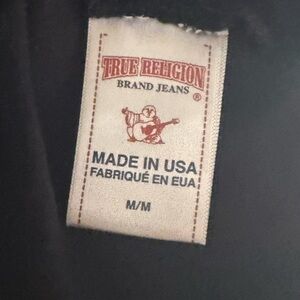 TRUE RELIGION
BRAND JEANS
®
MADE IN USA
FABRIQUÉ EN EUA
M/M